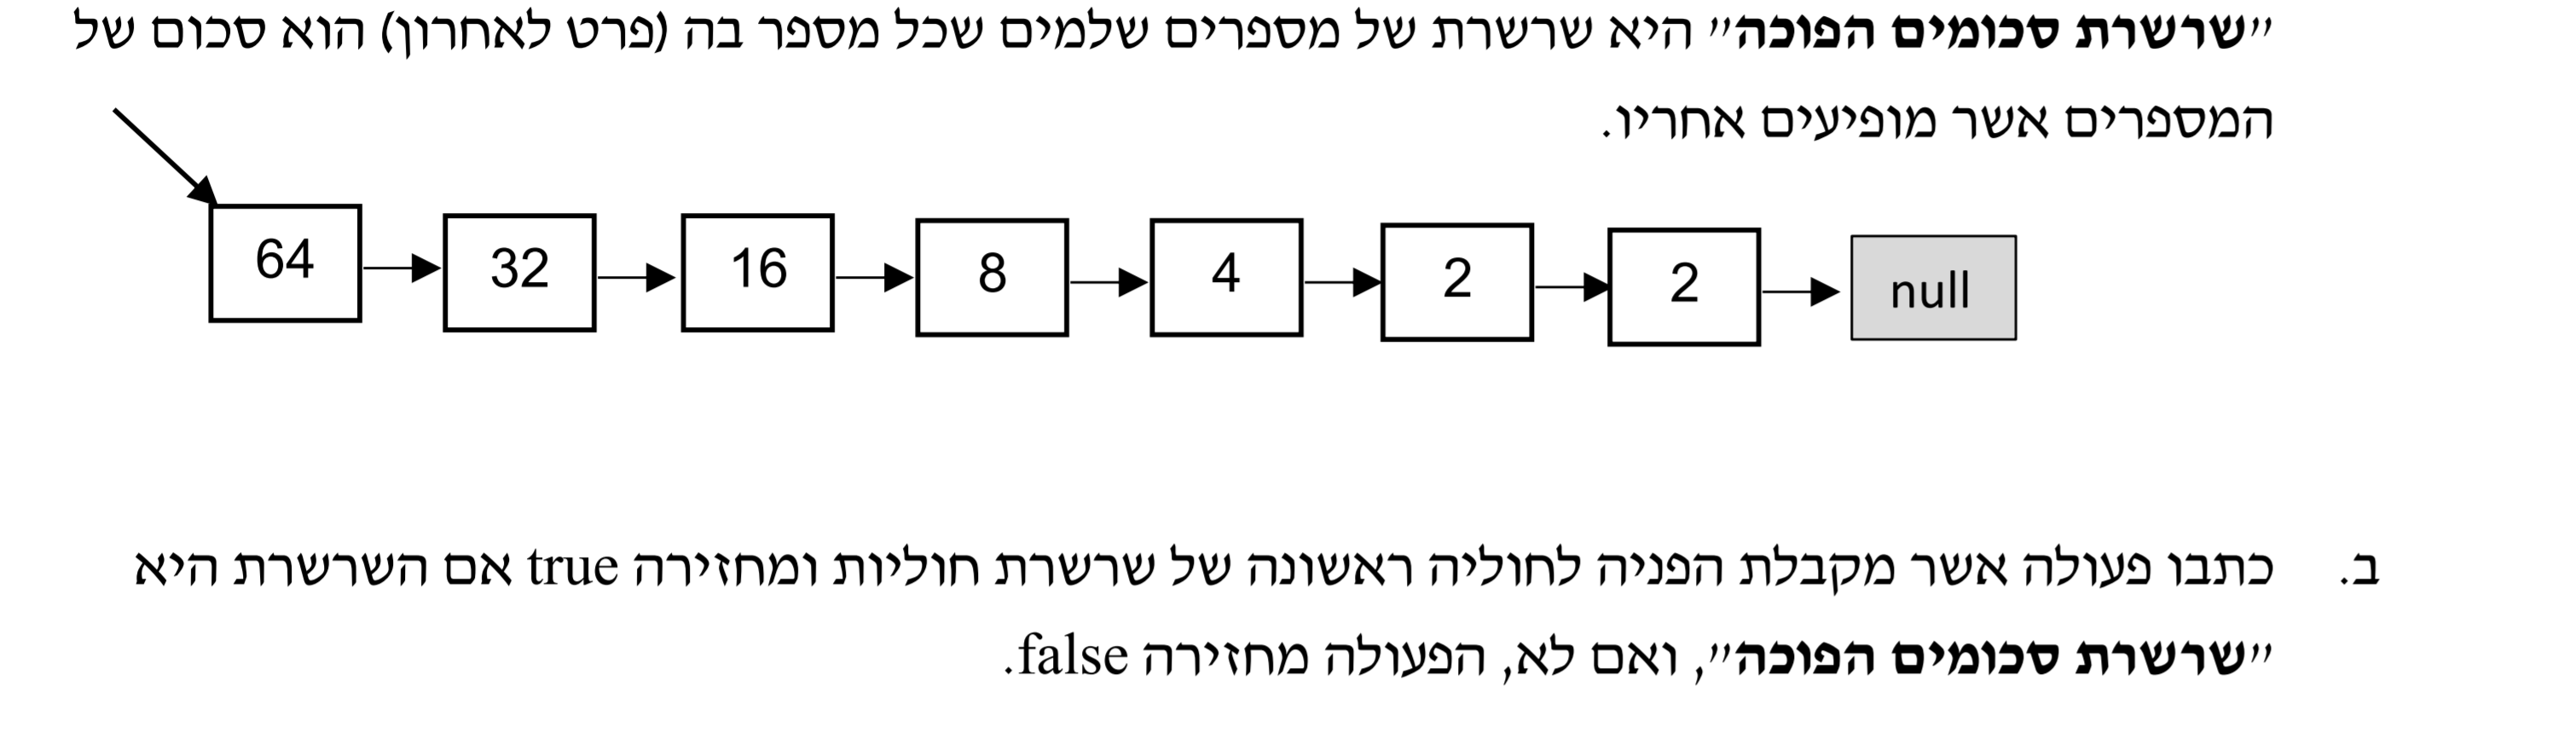 "שרשרת סכומים הפוכה" היא שרשרת של מספרים שלמים שכל מספר בה (פרט לאחרון) הוא סכום של
המספרים אשר מופיעים אחריו.
64 32 16 8 4 2 2 null
ב. כתבו פעולה אשר מקבלת הפניה לחוליה ראשונה של שרשרת חוליות ומחזירה true אם השרשרת היא
"שרשרת סכומים הפוכה", ואם לא, הפעולה מחזירה false.